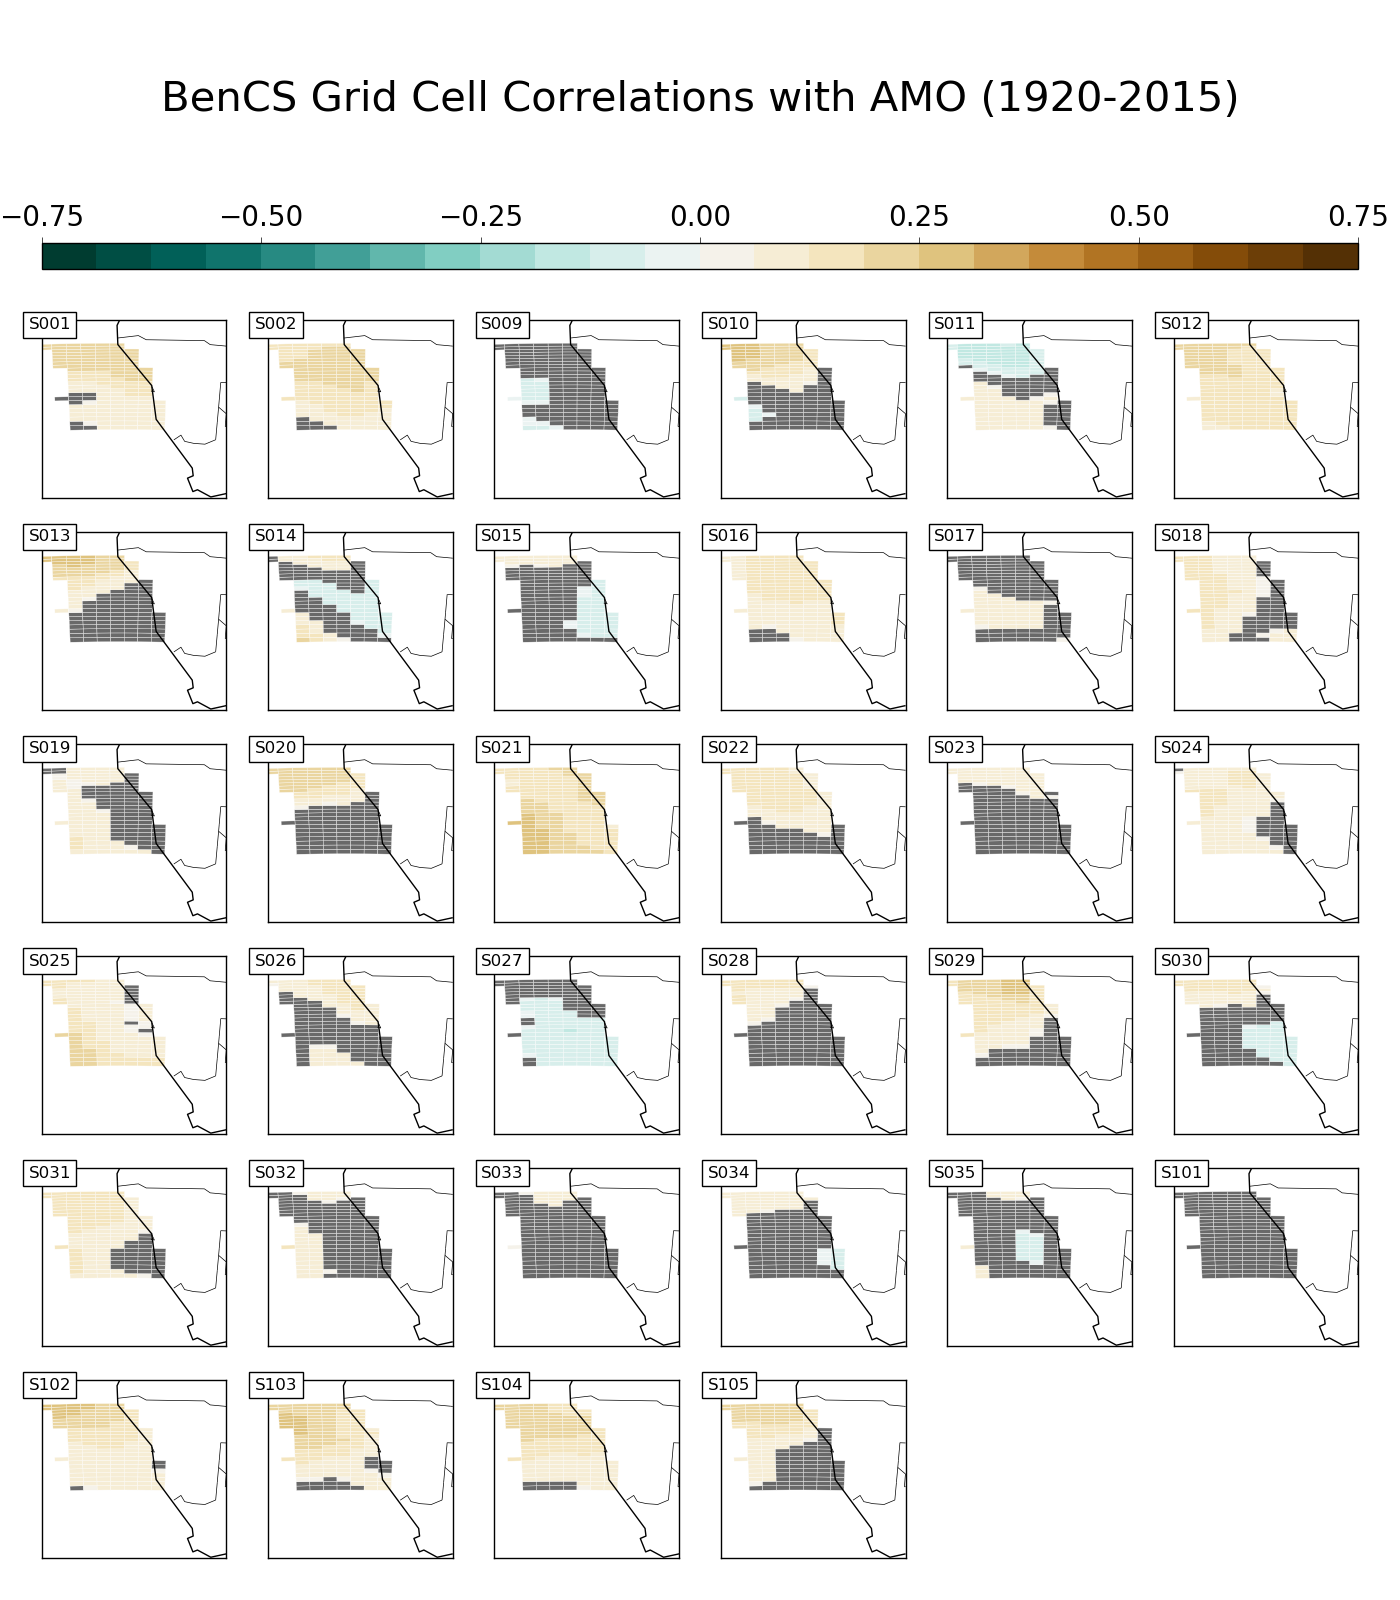 BenCS Grid Cell Correlations with AMO (1920-2015)
−0.75 −0.50 −0.25 0.00 0.25 0.50 0.75
S001 S002 S009 S010 S011 S012
S013 S014 S015 S016 S017 S018
S019 S020 S021 S022 S023 S024
S025 S026 S027 S028 S029 S030
S031 S032 S033 S034 S035 S101
S102 S103 S104 S105